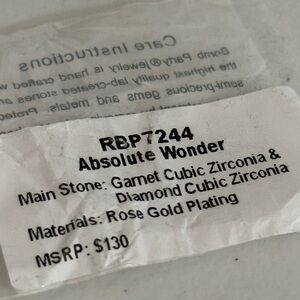 Care Instructions
Bomb Party®Jewelry is hand crafted w
the highest quality lab-created stones an
semi-precious gems and metals. Protec
RBP7244
Absolute Wonder
Main Stone: Garnet Cubic Zirconia &
Diamond Cubic Zirconia
Materials: Rose Gold Plating
MSRP: $130